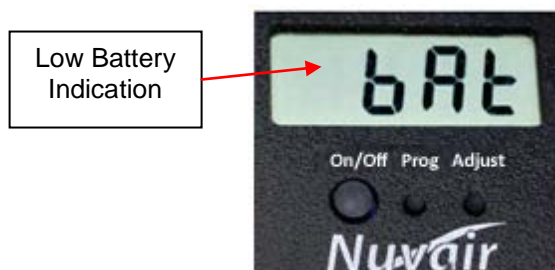 Low Battery
Indication
bAt
On/Off Prog Adjust
Nuvair